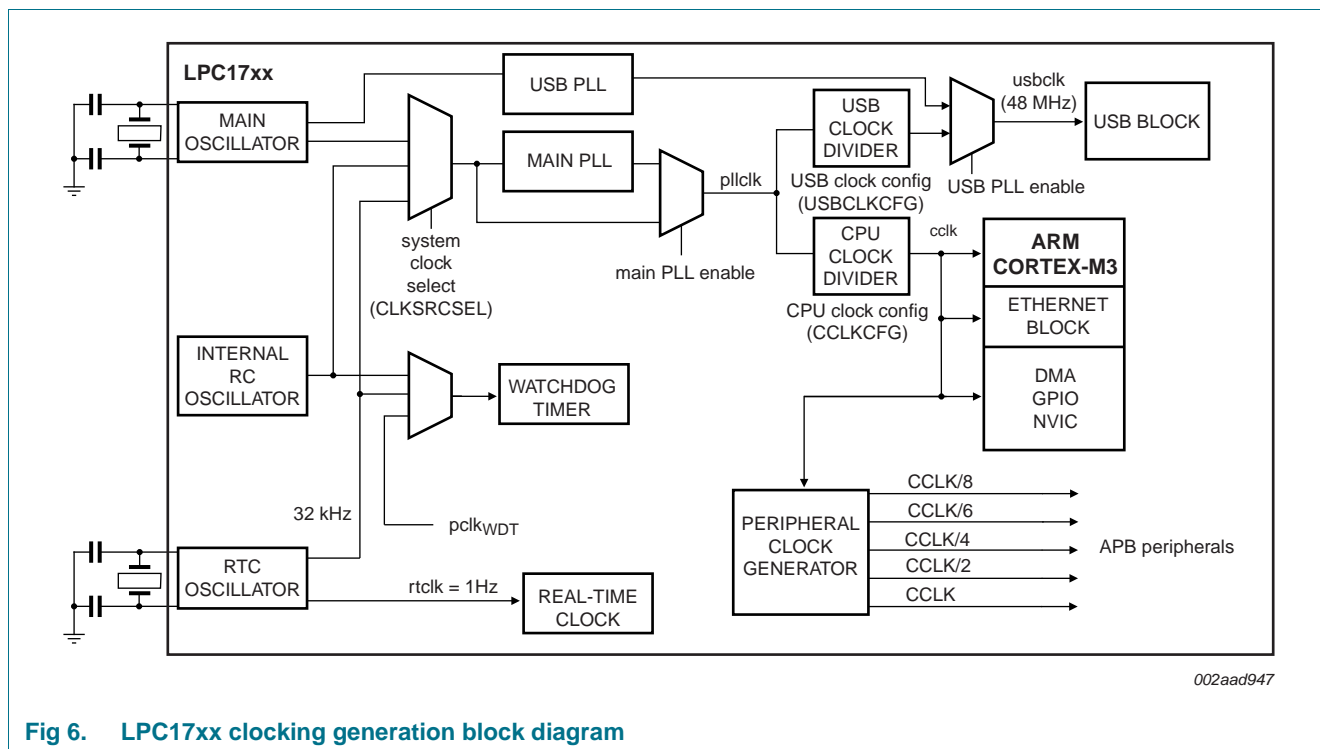 LPC17xx
MAIN
OSCILLATOR
USB PLL
MAIN PLL
system
clock
select
(CLKSRCSEL)
main PLL enable
pllclk
USB
CLOCK
DIVIDER
USB clock config
(USBCLKCFG)
usbclk
(48 MHz)
USB BLOCK
USB PLL enable
CPU
CLOCK
DIVIDER
CPU clock config
(CCLKCFG)
cclk
ARM
CORTEX-M3
ETHERNET
BLOCK
DMA
GPIO
NVIC
INTERNAL
RC
OSCILLATOR
WATCHDOG
TIMER
32 kHz
pclkWDT
RTC
OSCILLATOR
rtclk = 1Hz
REAL-TIME
CLOCK
PERIPHERAL
CLOCK
GENERATOR
CCLK/8
CCLK/6
CCLK/4
CCLK/2
CCLK
APB peripherals
002aad947
Fig 6. LPC17xx clocking generation block diagram